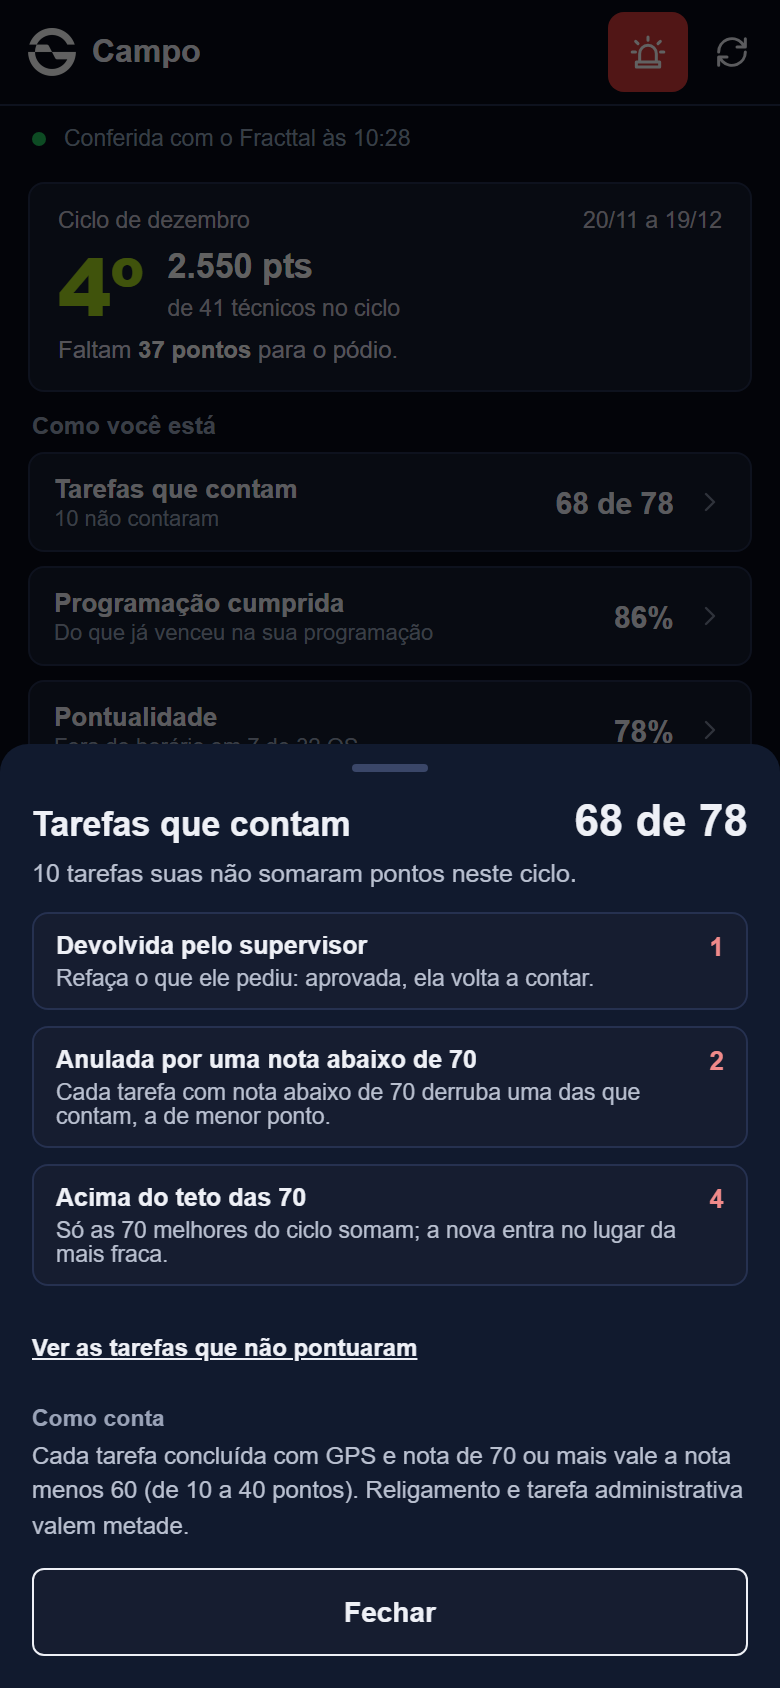 Campo
Conferida com o Fracttal às 10:28
Ciclo de dezembro
20/11 a 19/12
4º
2.550 pts
de 41 técnicos no ciclo
Faltam 37 pontos para o pódio.
Como você está
Tarefas que contam
10 não contaram
68 de 78
Programação cumprida
Do que já venceu na sua programação
86%
Pontualidade
78%
Tarefas que contam
68 de 78
10 tarefas suas não somaram pontos neste ciclo.
Devolvida pelo supervisor
1
Refaça o que ele pediu: aprovada, ela volta a contar.
Anulada por uma nota abaixo de 70
2
Cada tarefa com nota abaixo de 70 derruba uma das que
contam, a de menor ponto.
Acima do teto das 70
4
Só as 70 melhores do ciclo somam; a nova entra no lugar da
mais fraca.
Ver as tarefas que não pontuaram
Como conta
Cada tarefa concluída com GPS e nota de 70 ou mais vale a nota
menos 60 (de 10 a 40 pontos). Religamento e tarefa administrativa
valem metade.
Fechar